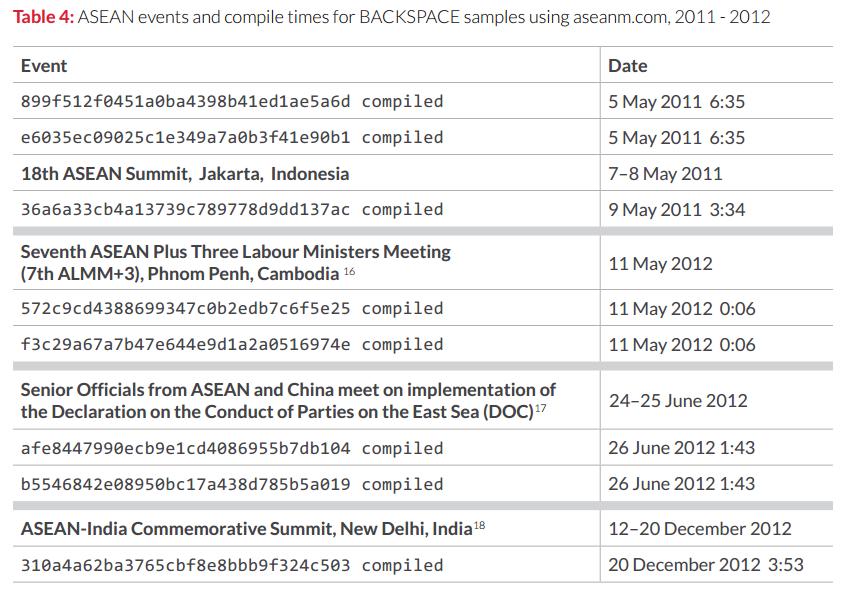 Table 4: ASEAN events and compile times for BACKSPACE samples using aseanm.com, 2011 - 2012
Event Date
899f512f0451a0ba4398b41ed1ae5a6d compiled 5 May 2011 6:35
e6035ec09025c1e349a7a0b3f41e90b1 compiled 5 May 2011 6:35
18th ASEAN Summit, Jakarta, Indonesia 7–8 May 2011
36a6a33cb4a13739c789778d9dd137ac compiled 9 May 2011 3:34
Seventh ASEAN Plus Three Labour Ministers Meeting
(7th ALMM+3), Phnom Penh, Cambodia 16 11 May 2012
572c9cd4388699347c0b2edb7c6f5e25 compiled 11 May 2012 0:06
f3c29a67a7b47e644e9d1a2a0516974e compiled 11 May 2012 0:06
Senior Officials from ASEAN and China meet on implementation of
the Declaration on the Conduct of Parties on the East Sea (DOC)17 24–25 June 2012
afe8447990ecb9e1cd4086955b7db104 compiled 26 June 2012 1:43
b5546842e08950bc17a438d785b5a019 compiled 26 June 2012 1:43
ASEAN-India Commemorative Summit, New Delhi, India18 12–20 December 2012
310a4a62ba3765cbf8e8bbb9f324c503 compiled 20 December 2012 3:53